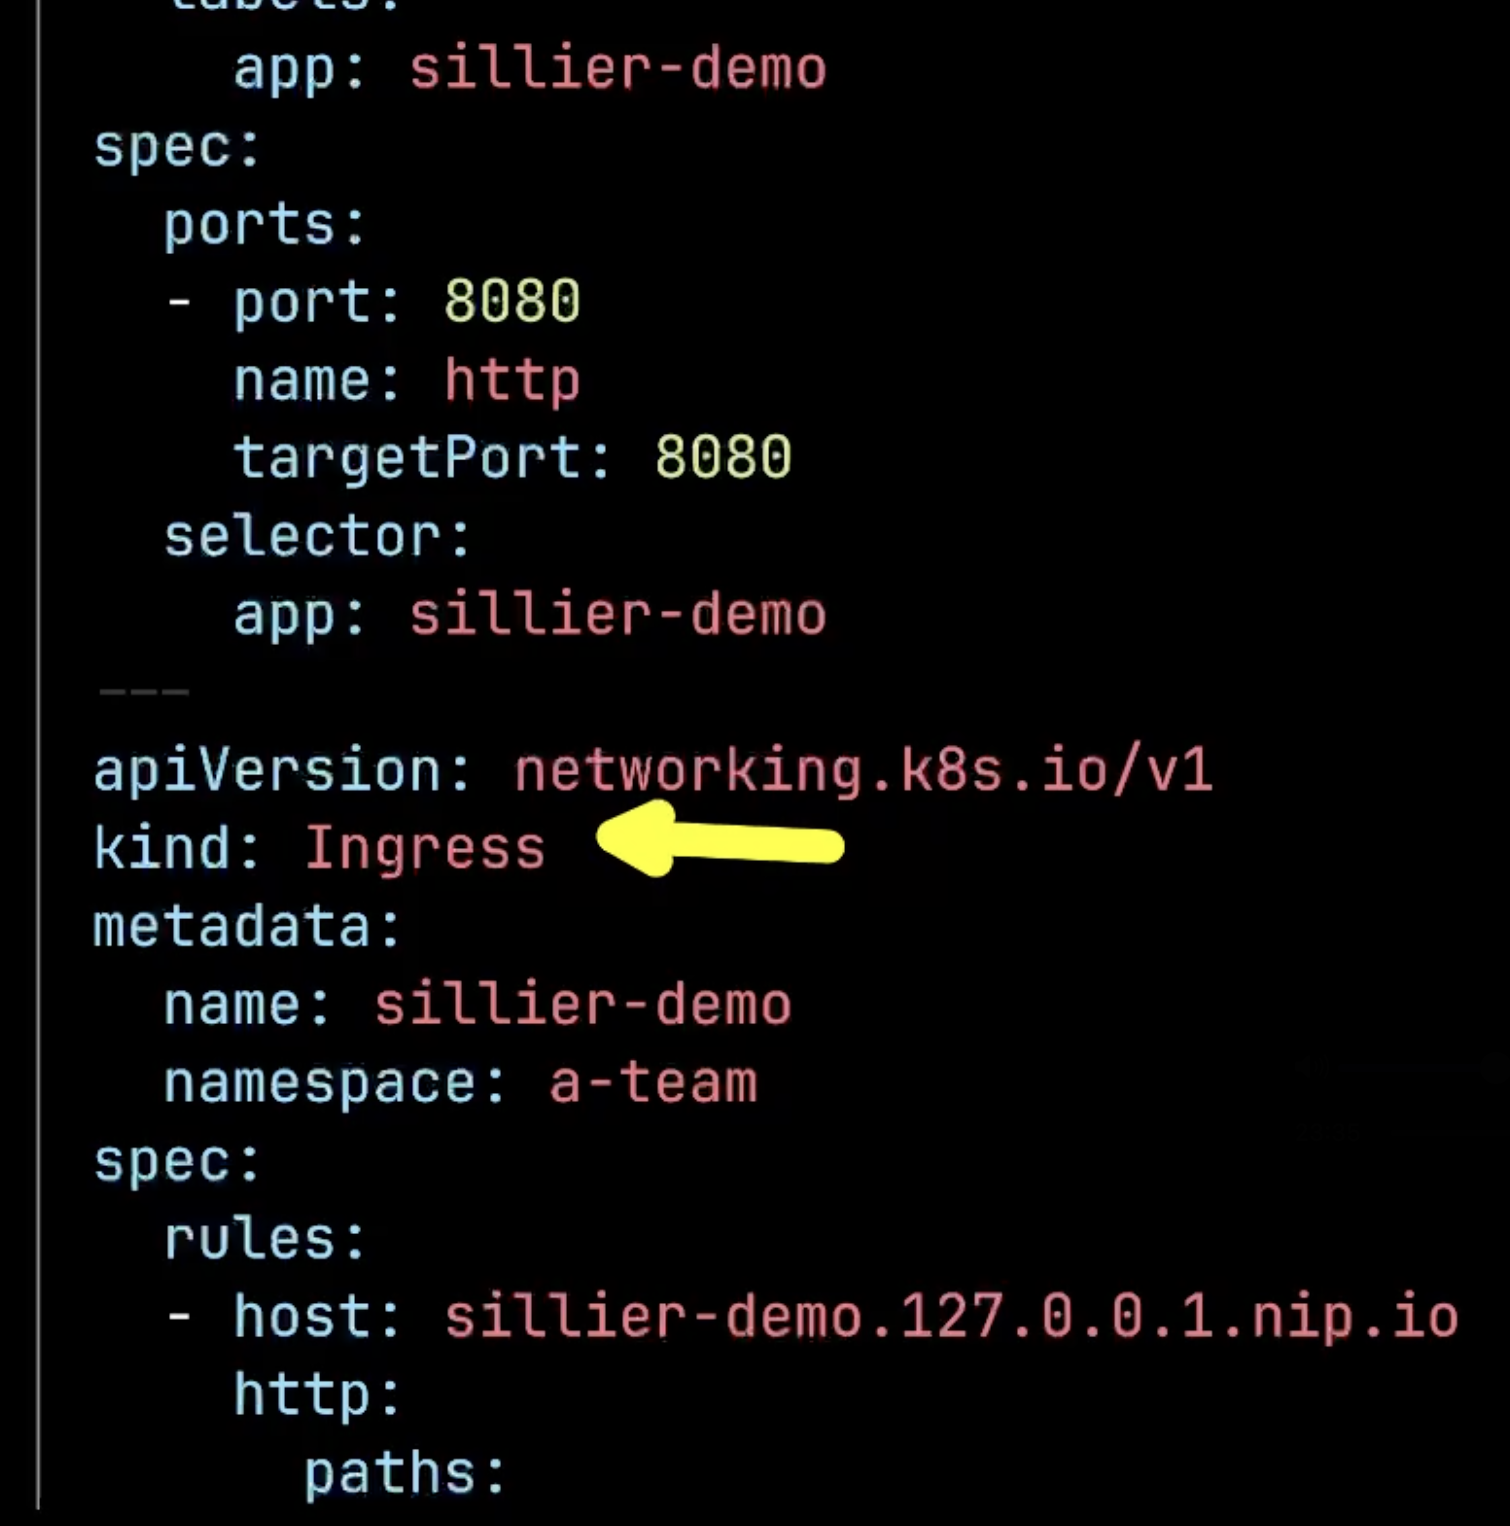 labels:
app: sillier-demo
spec:
ports:
- port: 8080
name: http
targetPort: 8080
selector:
app: sillier-demo
---
apiVersion: networking.k8s.io/v1
kind: Ingress
metadata:
name: sillier-demo
namespace: a-team
spec:
rules:
- host: sillier-demo.127.0.0.1.nip.io
http:
paths: